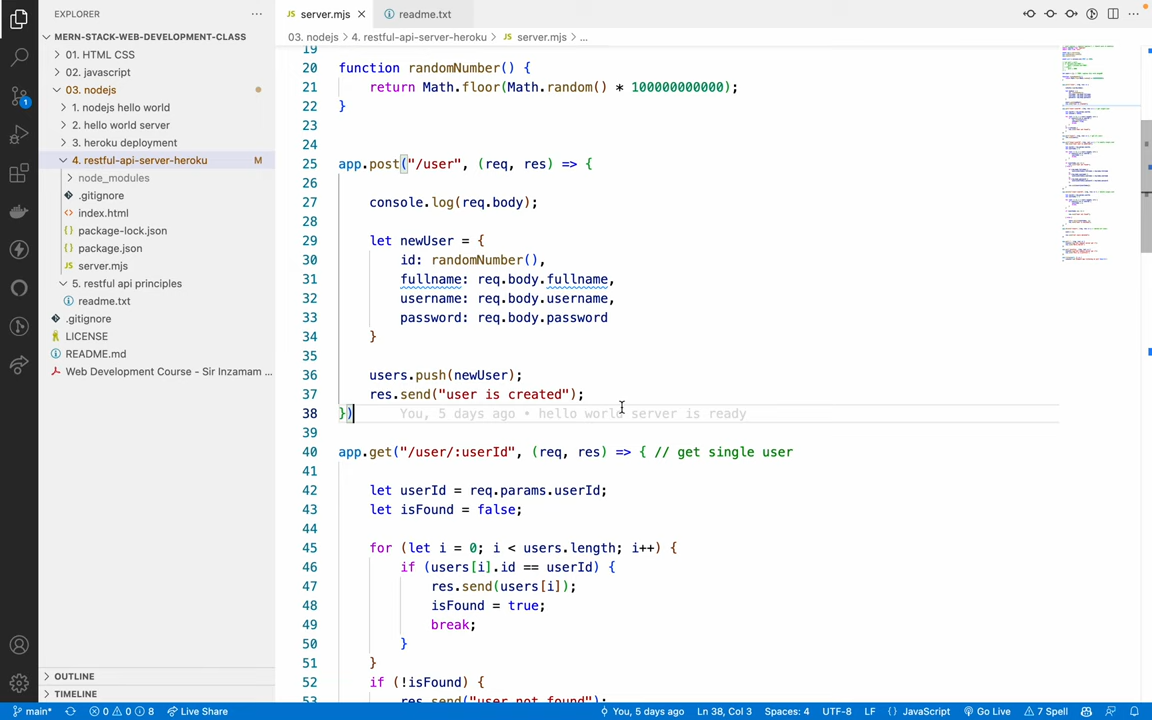 EXPLORER
MERN-STACK-WEB-DEVELOPMENT-CLASS
01. HTML CSS
02. javascript
03. nodejs
1. nodejs hello world
2. hello world server
3. heroku deployment
4. restful-api-server-heroku M
node_modules
.gitignore
index.html
package-lock.json
package.json
server.mjs
5. restful api principles
readme.txt
.gitignore
LICENSE
README.md
Web Development Course - Sir Inzamam ...
OUTLINE
TIMELINE
server.mjs readme.txt
03. nodejs > 4. restful-api-server-heroku > server.mjs > ...
19
20 function randomNumber() {
21 return Math.floor(Math.random() * 100000000000);
22 }
23
24
25 app.post("/user", (req, res) => {
26
27 console.log(req.body);
28
29 let newUser = {
30 id: randomNumber(),
31 fullname: req.body.fullname,
32 username: req.body.username,
33 password: req.body.password
34 }
35
36 users.push(newUser);
37 res.send("user is created");
38 }) You, 5 days ago • hello world server is ready
39
40 app.get("/user/:userId", (req, res) => { // get single user
41
42 let userId = req.params.userId;
43 let isFound = false;
44
45 for (let i = 0; i < users.length; i++) {
46 if (users[i].id == userId) {
47 res.send(users[i]);
48 isFound = true;
49 break;
50 }
51 }
52 if (!isFound) {
53 res.send("user not found");
1
main* 0 0 8 Live Share You, 5 days ago Ln 38, Col 3 Spaces: 4 UTF-8 LF JavaScript Go Live 7 Spell